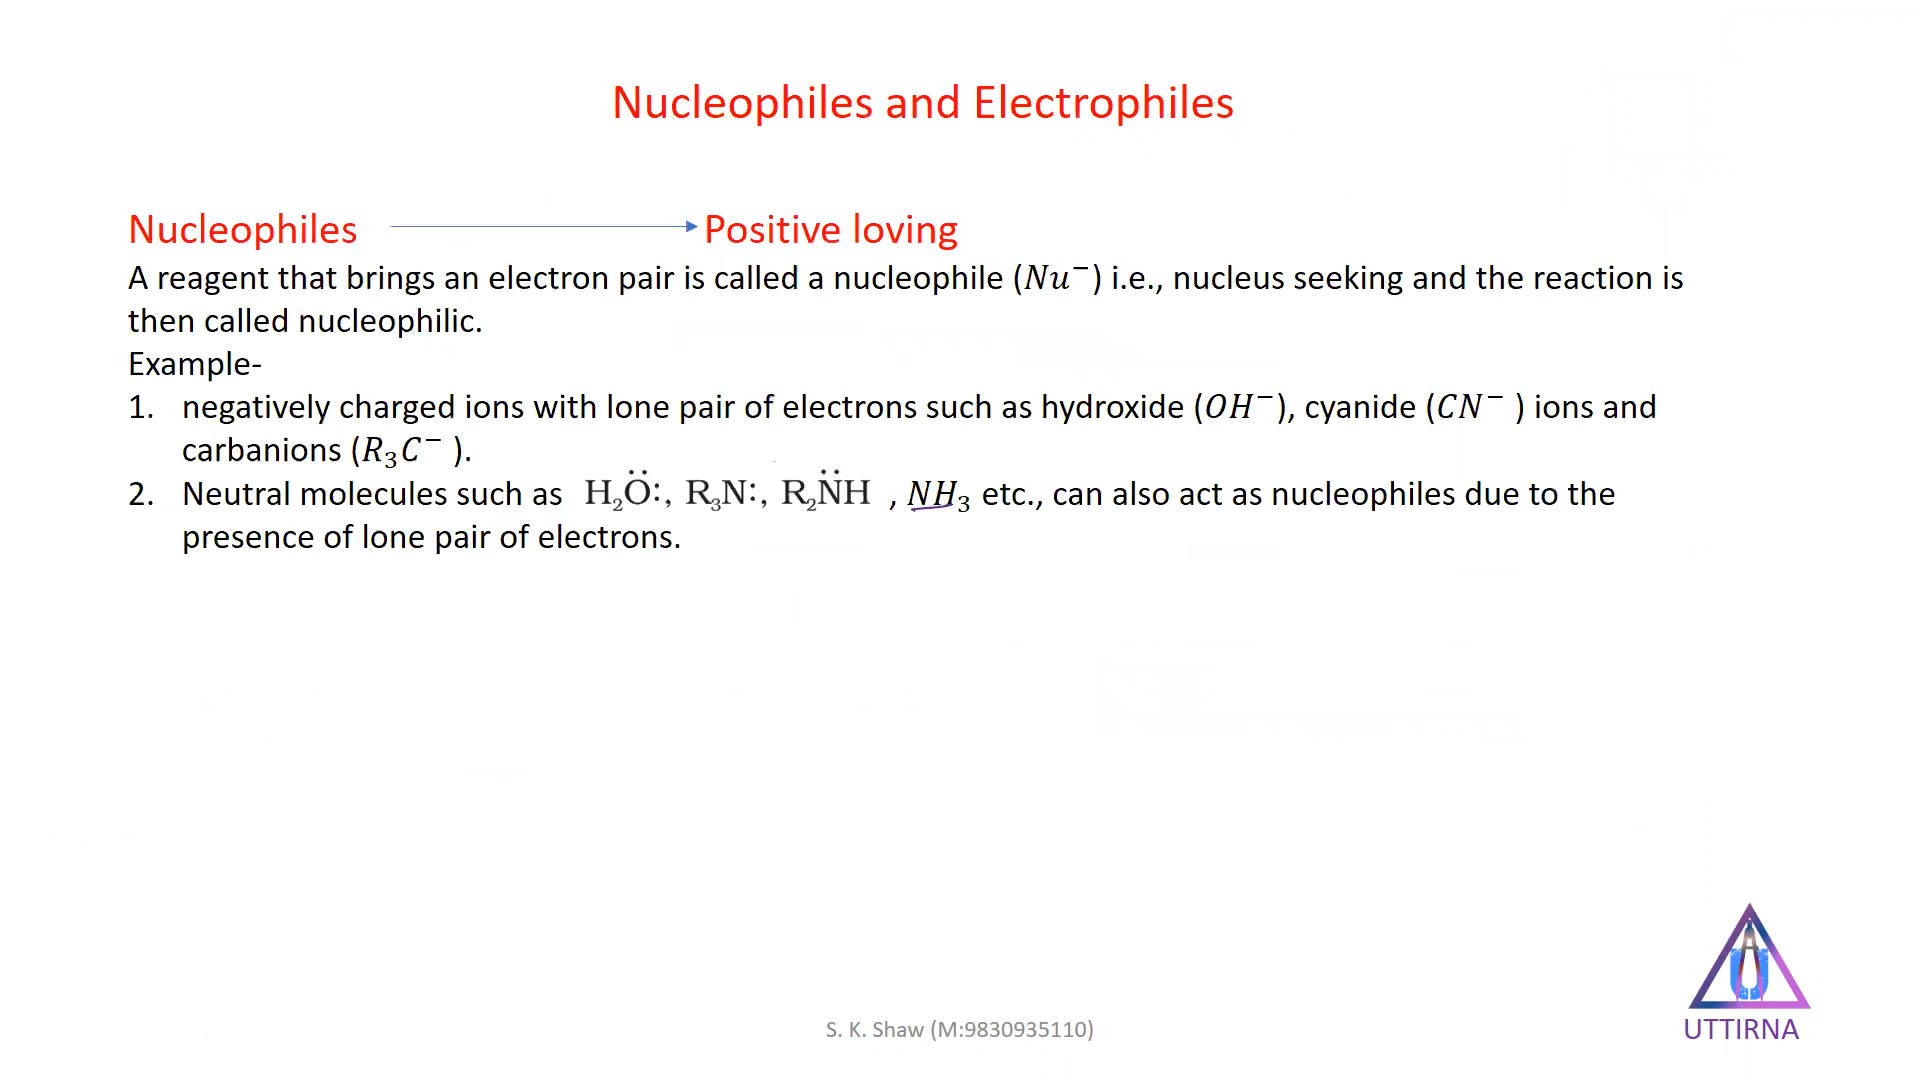 Nucleophiles and Electrophiles
Nucleophiles Positive loving
A reagent that brings an electron pair is called a nucleophile (Nu⁻) i.e., nucleus seeking and the reaction is
then called nucleophilic.
Example-
1. negatively charged ions with lone pair of electrons such as hydroxide (OH⁻), cyanide (CN⁻ ) ions and
carbanions (R₃C⁻ ).
2. Neutral molecules such as H₂Ö:, R₃N:, R₂N̈H , NH₃ etc., can also act as nucleophiles due to the
presence of lone pair of electrons.
S. K. Shaw (M:9830935110)
UTTIRNA